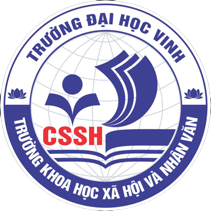 TRƯỜNG ĐẠI HỌC VINH
CSSH
TRƯỜNG KHOA HỌC XÃ HỘI VÀ NHÂN VĂN